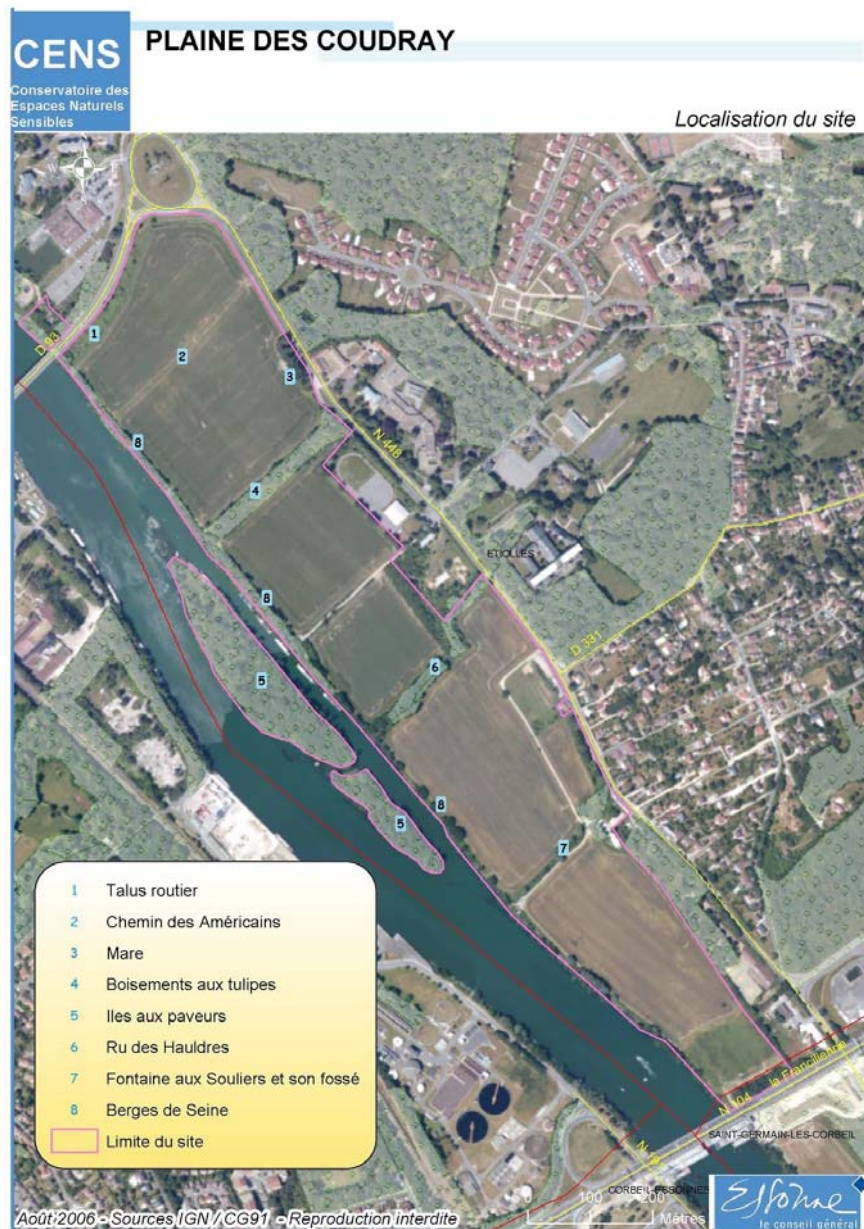 CENS
Conservatoire des
Espaces Naturels
Sensibles
PLAINE DES COUDRAY
Localisation du site
D 93
1
2
3
N 448
8
4
ETIOLLES
8
D 331
6
5
8
5
7
1 Talus routier
2 Chemin des Américains
3 Mare
4 Boisements aux tulipes
5 Iles aux paveurs
6 Ru des Hauldres
7 Fontaine aux Souliers et son fossé
8 Berges de Seine
Limite du site
N 104 la Francilienne
SAINT-GERMAIN-LES-CORBEIL
CORBEIL-ESSONNES
0 100 200
Mètres
Essonne
le conseil général
Août 2006 - Sources IGN / CG91 - Reproduction interdite